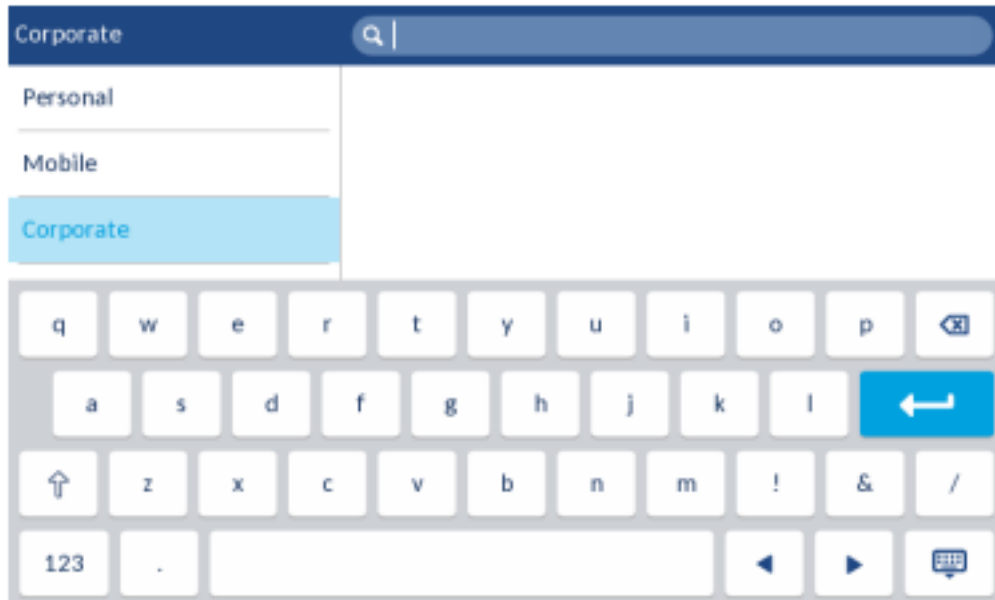 Corporate
Personal
Mobile
Corporate
q w e r t y u i o p
a s d f g h j k l
z x c v b n m ! & /
123 .